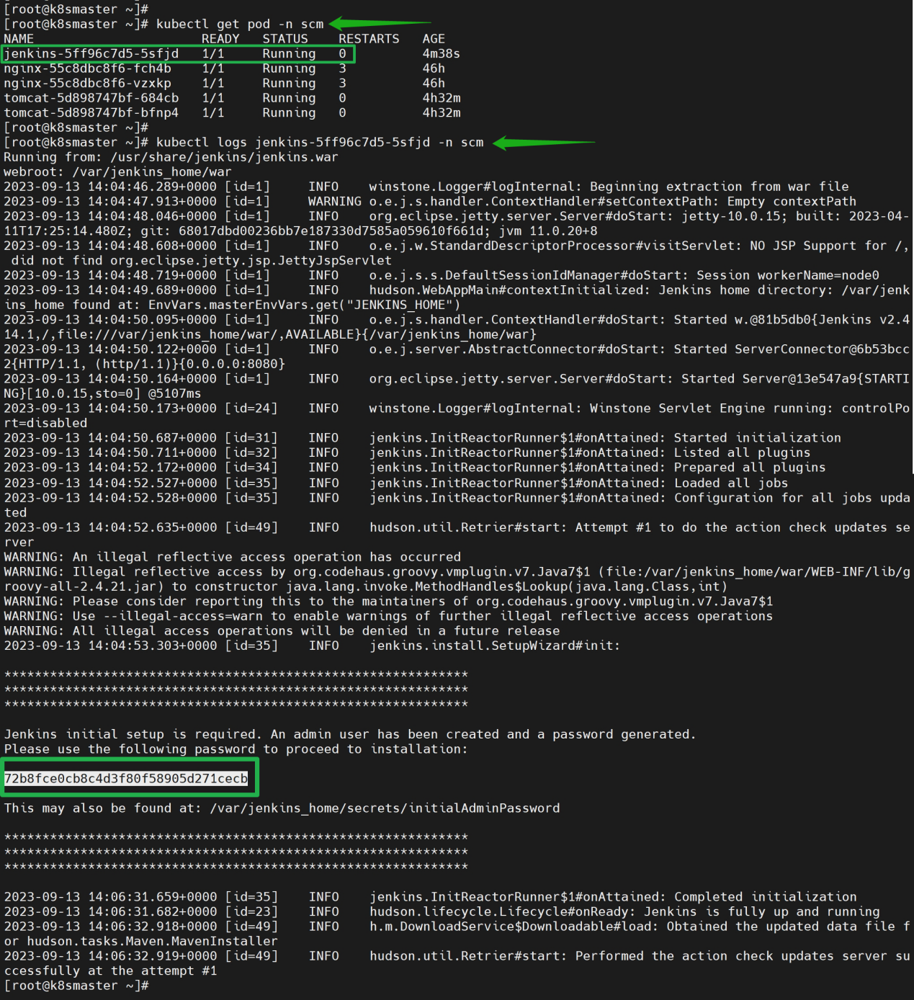 [root@k8smaster ~]#
[root@k8smaster ~]# kubectl get pod -n scm
NAME                      READY   STATUS    RESTARTS   AGE
jenkins-5ff96c7d5-5sfjd   1/1     Running   0          4m38s
nginx-55c8dbc8f6-fch4b    1/1     Running   3          46h
nginx-55c8dbc8f6-vzxkp    1/1     Running   3          46h
tomcat-5d898747bf-684cb   1/1     Running   0          4h32m
tomcat-5d898747bf-bfnp4   1/1     Running   0          4h32m
[root@k8smaster ~]#
[root@k8smaster ~]# kubectl logs jenkins-5ff96c7d5-5sfjd -n scm
Running from: /usr/share/jenkins/jenkins.war
webroot: /var/jenkins_home/war
2023-09-13 14:04:46.289+0000 [id=1]     INFO    winstone.Logger#logInternal: Beginning extraction from war file
2023-09-13 14:04:47.913+0000 [id=1]     WARNING o.e.j.s.handler.ContextHandler#setContextPath: Empty contextPath
2023-09-13 14:04:48.046+0000 [id=1]     INFO    org.eclipse.jetty.server.Server#doStart: jetty-10.0.15; built: 2023-04-
11T17:25:14.480Z; git: 68017dbd00236bb7e187330d7585a059610f661d; jvm 11.0.20+8
2023-09-13 14:04:48.608+0000 [id=1]     INFO    o.e.j.w.StandardDescriptorProcessor#visitServlet: NO JSP Support for /,
 did not find org.eclipse.jetty.jsp.JettyJspServlet
2023-09-13 14:04:48.719+0000 [id=1]     INFO    o.e.j.s.s.DefaultSessionIdManager#doStart: Session workerName=node0
2023-09-13 14:04:49.689+0000 [id=1]     INFO    hudson.WebAppMain#contextInitialized: Jenkins home directory: /var/jenk
ins_home found at: EnvVars.masterEnvVars.get("JENKINS_HOME")
2023-09-13 14:04:50.095+0000 [id=1]     INFO    o.e.j.s.handler.ContextHandler#doStart: Started w.@81b5db0{Jenkins v2.4
14.1,/,file:///var/jenkins_home/war/,AVAILABLE}{/var/jenkins_home/war}
2023-09-13 14:04:50.122+0000 [id=1]     INFO    o.e.j.server.AbstractConnector#doStart: Started ServerConnector@6b53bcc
2{HTTP/1.1, (http/1.1)}{0.0.0.0:8080}
2023-09-13 14:04:50.164+0000 [id=1]     INFO    org.eclipse.jetty.server.Server#doStart: Started Server@13e547a9{STARTI
NG}[10.0.15,sto=0] @5107ms
2023-09-13 14:04:50.173+0000 [id=24]    INFO    winstone.Logger#logInternal: Winstone Servlet Engine running: controlPo
rt=disabled
2023-09-13 14:04:50.687+0000 [id=31]    INFO    jenkins.InitReactorRunner$1#onAttained: Started initialization
2023-09-13 14:04:50.711+0000 [id=32]    INFO    jenkins.InitReactorRunner$1#onAttained: Listed all plugins
2023-09-13 14:04:52.172+0000 [id=34]    INFO    jenkins.InitReactorRunner$1#onAttained: Prepared all plugins
2023-09-13 14:04:52.527+0000 [id=35]    INFO    jenkins.InitReactorRunner$1#onAttained: Loaded all jobs
2023-09-13 14:04:52.528+0000 [id=35]    INFO    jenkins.InitReactorRunner$1#onAttained: Configuration for all jobs upda
ted
2023-09-13 14:04:52.635+0000 [id=49]    INFO    hudson.util.Retrier#start: Attempt #1 to do the action check updates se
rver
WARNING: An illegal reflective access operation has occurred
WARNING: Illegal reflective access by org.codehaus.groovy.vmplugin.v7.Java7$1 (file:/var/jenkins_home/war/WEB-INF/lib/g
roovy-all-2.4.21.jar) to constructor java.lang.invoke.MethodHandles$Lookup(java.lang.Class,int)
WARNING: Please consider reporting this to the maintainers of org.codehaus.groovy.vmplugin.v7.Java7$1
WARNING: Use --illegal-access=warn to enable warnings of further illegal reflective access operations
WARNING: All illegal access operations will be denied in a future release
2023-09-13 14:04:53.303+0000 [id=35]    INFO    jenkins.install.SetupWizard#init:

*************************************************************
*************************************************************
*************************************************************

Jenkins initial setup is required. An admin user has been created and a password generated.
Please use the following password to proceed to installation:

72b8fce0cb8c4d3f80f58905d271cecb

This may also be found at: /var/jenkins_home/secrets/initialAdminPassword

*************************************************************
*************************************************************
*************************************************************

2023-09-13 14:06:31.659+0000 [id=35]    INFO    jenkins.InitReactorRunner$1#onAttained: Completed initialization
2023-09-13 14:06:31.682+0000 [id=23]    INFO    hudson.lifecycle.Lifecycle#onReady: Jenkins is fully up and running
2023-09-13 14:06:32.918+0000 [id=49]    INFO    h.m.DownloadService$Downloadable#load: Obtained the updated data file f
or hudson.tasks.Maven.MavenInstaller
2023-09-13 14:06:32.919+0000 [id=49]    INFO    hudson.util.Retrier#start: Performed the action check updates server su
ccessfully at the attempt #1
[root@k8smaster ~]#